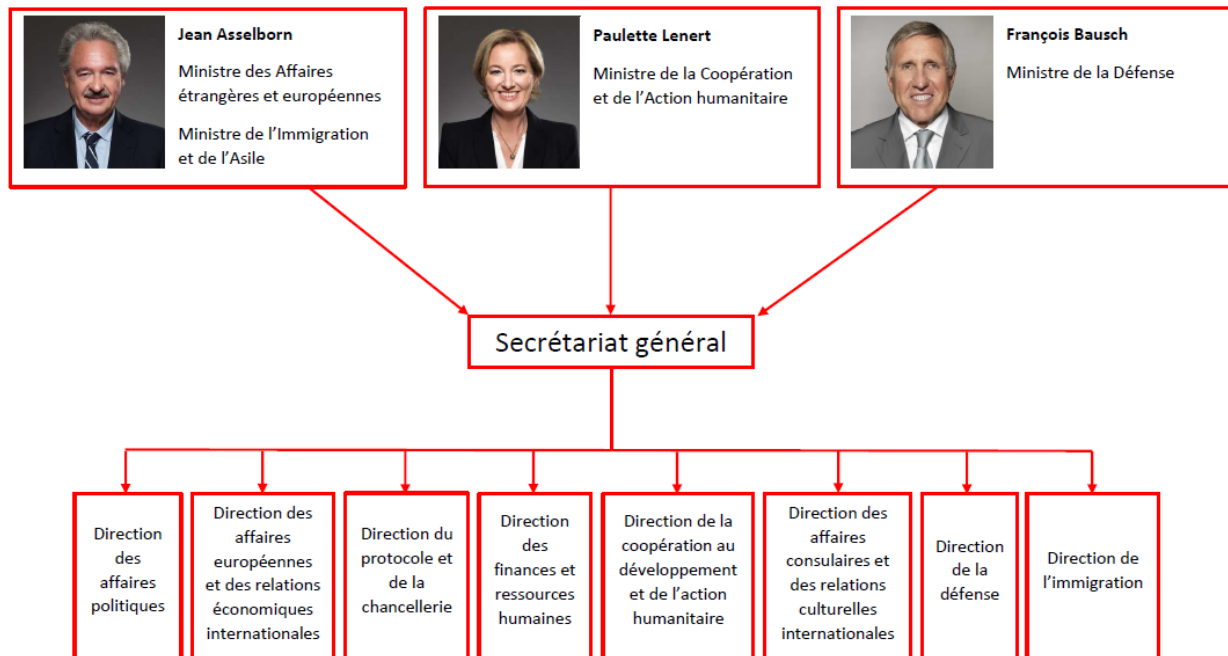 Jean Asselborn
Ministre des Affaires
étrangères et européennes
Ministre de l'Immigration
et de l'Asile
Paulette Lenert
Ministre de la Coopération
et de l'Action humanitaire
François Bausch
Ministre de la Défense
Secrétariat général
Direction
des
affaires
politiques
Direction des
affaires
européennes
et des relations
économiques
internationales
Direction du
protocole et
de la
chancellerie
Direction
des
finances et
ressources
humaines
Direction de la
coopération au
développement
et de l'action
humanitaire
Direction des
affaires
consulaires et
des relations
culturelles
internationales
Direction
de la
défense
Direction de
l'immigration